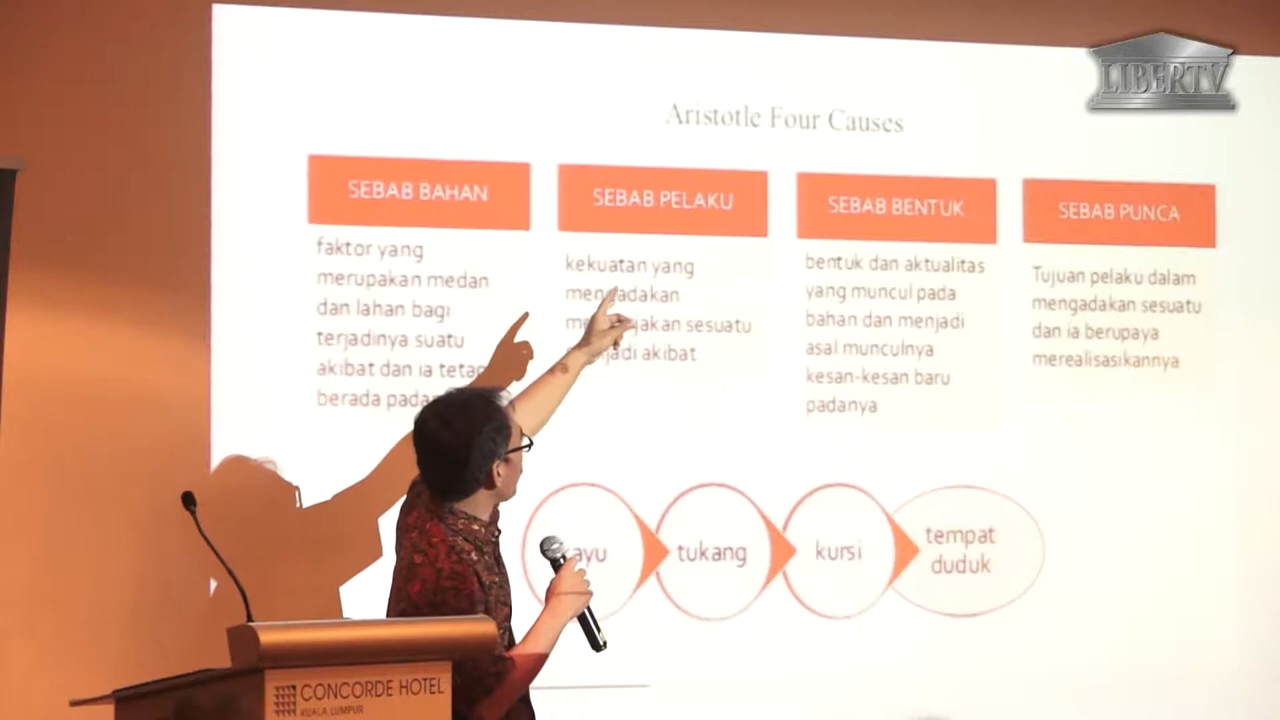 LIBERTV
Aristotle Four Causes
SEBAB BAHAN
faktor yang
merupakan medan
dan lahan bagi
terjadinya suatu
akibat dan ia
berada
SEBAB PELAKU
kekuatan yang
mengadakan
sesuatu
akibat
SEBAB BENTUK
bentuk dan aktualitas
yang muncul pada
bahan dan menjadi
asal munculnya
kesan-kesan baru
padanya
SEBAB PUNCA
Tujuan pelaku dalam
mengadakan sesuatu
dan ia berupaya
merealisasikannya
kayu
tukang
kursi
tempat
duduk
CONCORDE HOTEL
KUALA LUMPUR